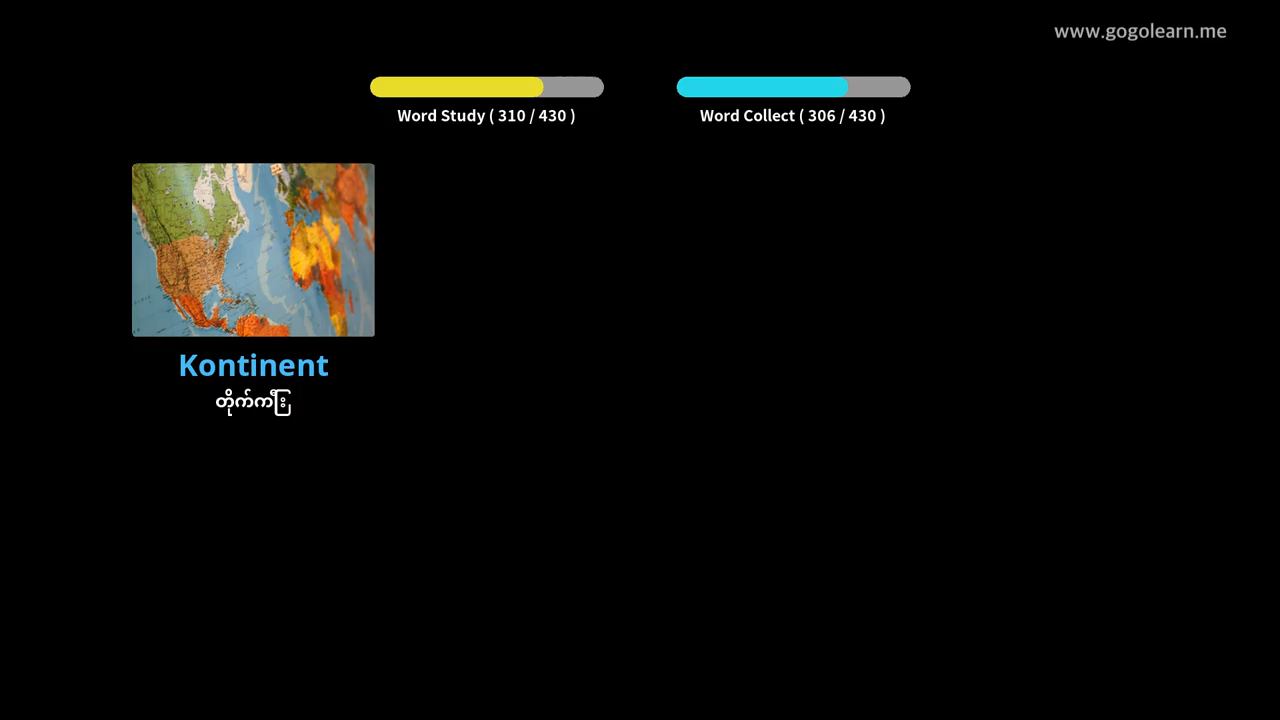 www.gogolearn.me
Word Study ( 310 / 430 )
Word Collect ( 306 / 430 )
Kontinent
တိုက်ကြီး